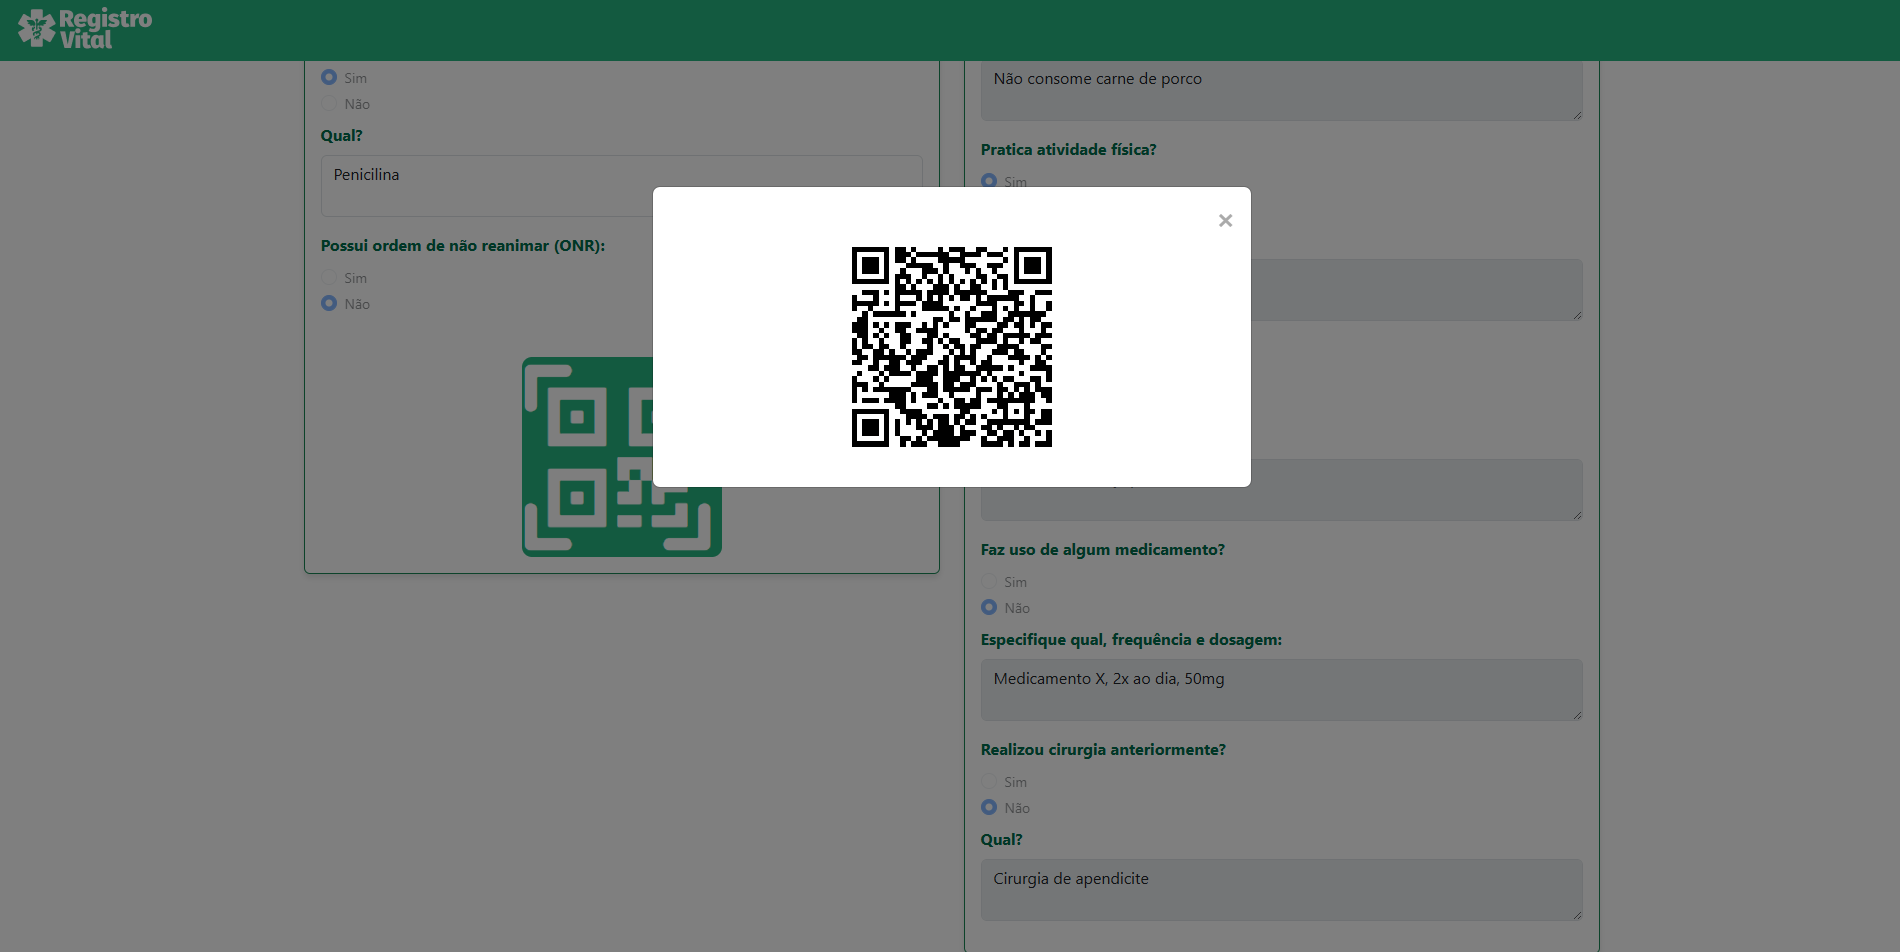 Registro
Vital
Sim
Não
Qual?
Penicilina
Possui ordem de não reanimar (ONR):
Sim
Não
×
Não consome carne de porco
Pratica atividade física?
Sim
Faz uso de algum medicamento?
Sim
Não
Especifique qual, frequência e dosagem:
Medicamento X, 2x ao dia, 50mg
Realizou cirurgia anteriormente?
Sim
Não
Qual?
Cirurgia de apendicite